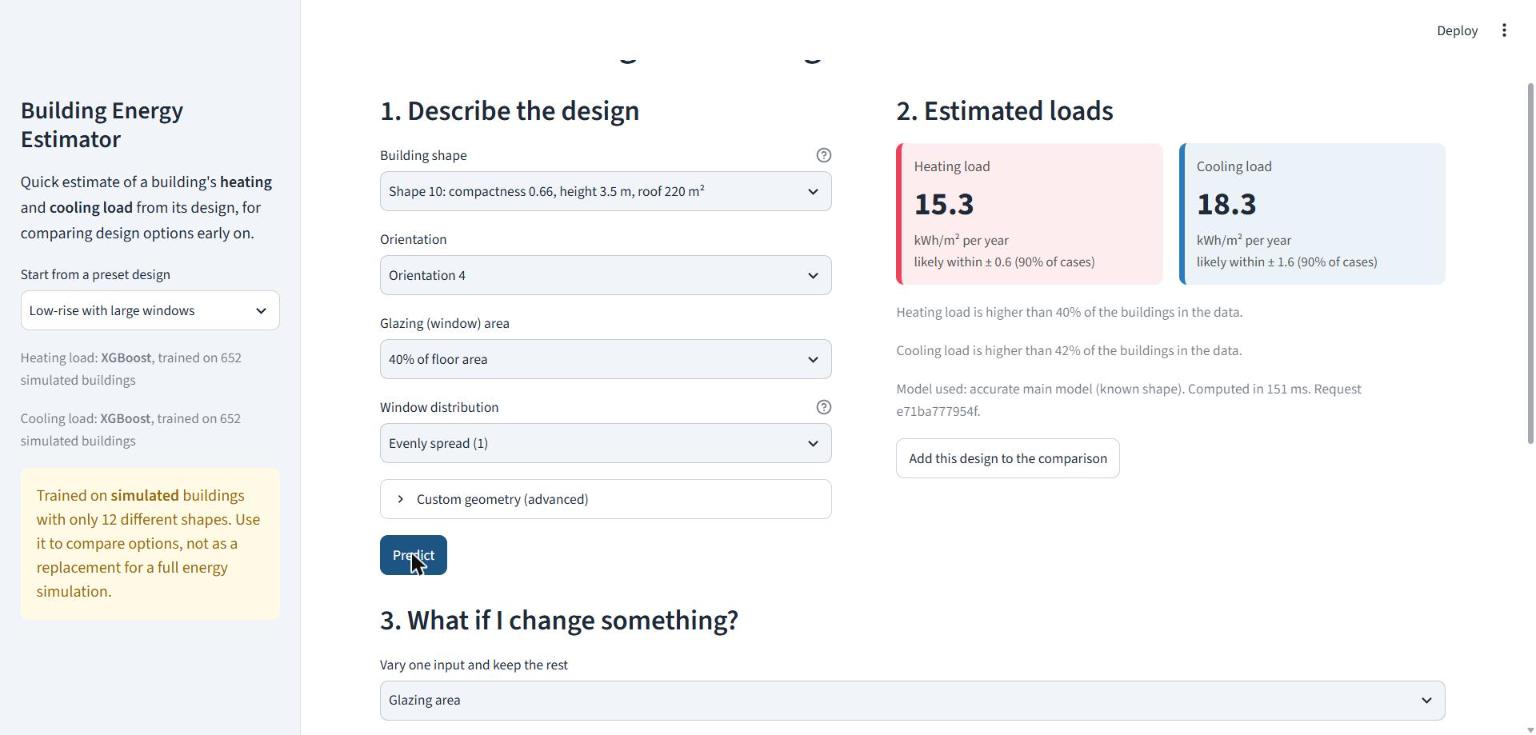 Deploy
Building Energy
Estimator
Quick estimate of a building's heating
and cooling load from its design, for
comparing design options early on.
Start from a preset design
Low-rise with large windows
Heating load: XGBoost, trained on 652
simulated buildings
Cooling load: XGBoost, trained on 652
simulated buildings
Trained on simulated buildings
with only 12 different shapes. Use
it to compare options, not as a
replacement for a full energy
simulation.
1. Describe the design
Building shape
Shape 10: compactness 0.66, height 3.5 m, roof 220 m²
Orientation
Orientation 4
Glazing (window) area
40% of floor area
Window distribution
Evenly spread (1)
Custom geometry (advanced)
Predict
2. Estimated loads
Heating load
15.3
kWh/m² per year
likely within ± 0.6 (90% of cases)
Cooling load
18.3
kWh/m² per year
likely within ± 1.6 (90% of cases)
Heating load is higher than 40% of the buildings in the data.
Cooling load is higher than 42% of the buildings in the data.
Model used: accurate main model (known shape). Computed in 151 ms. Request
e71ba777954f.
Add this design to the comparison
3. What if I change something?
Vary one input and keep the rest
Glazing area